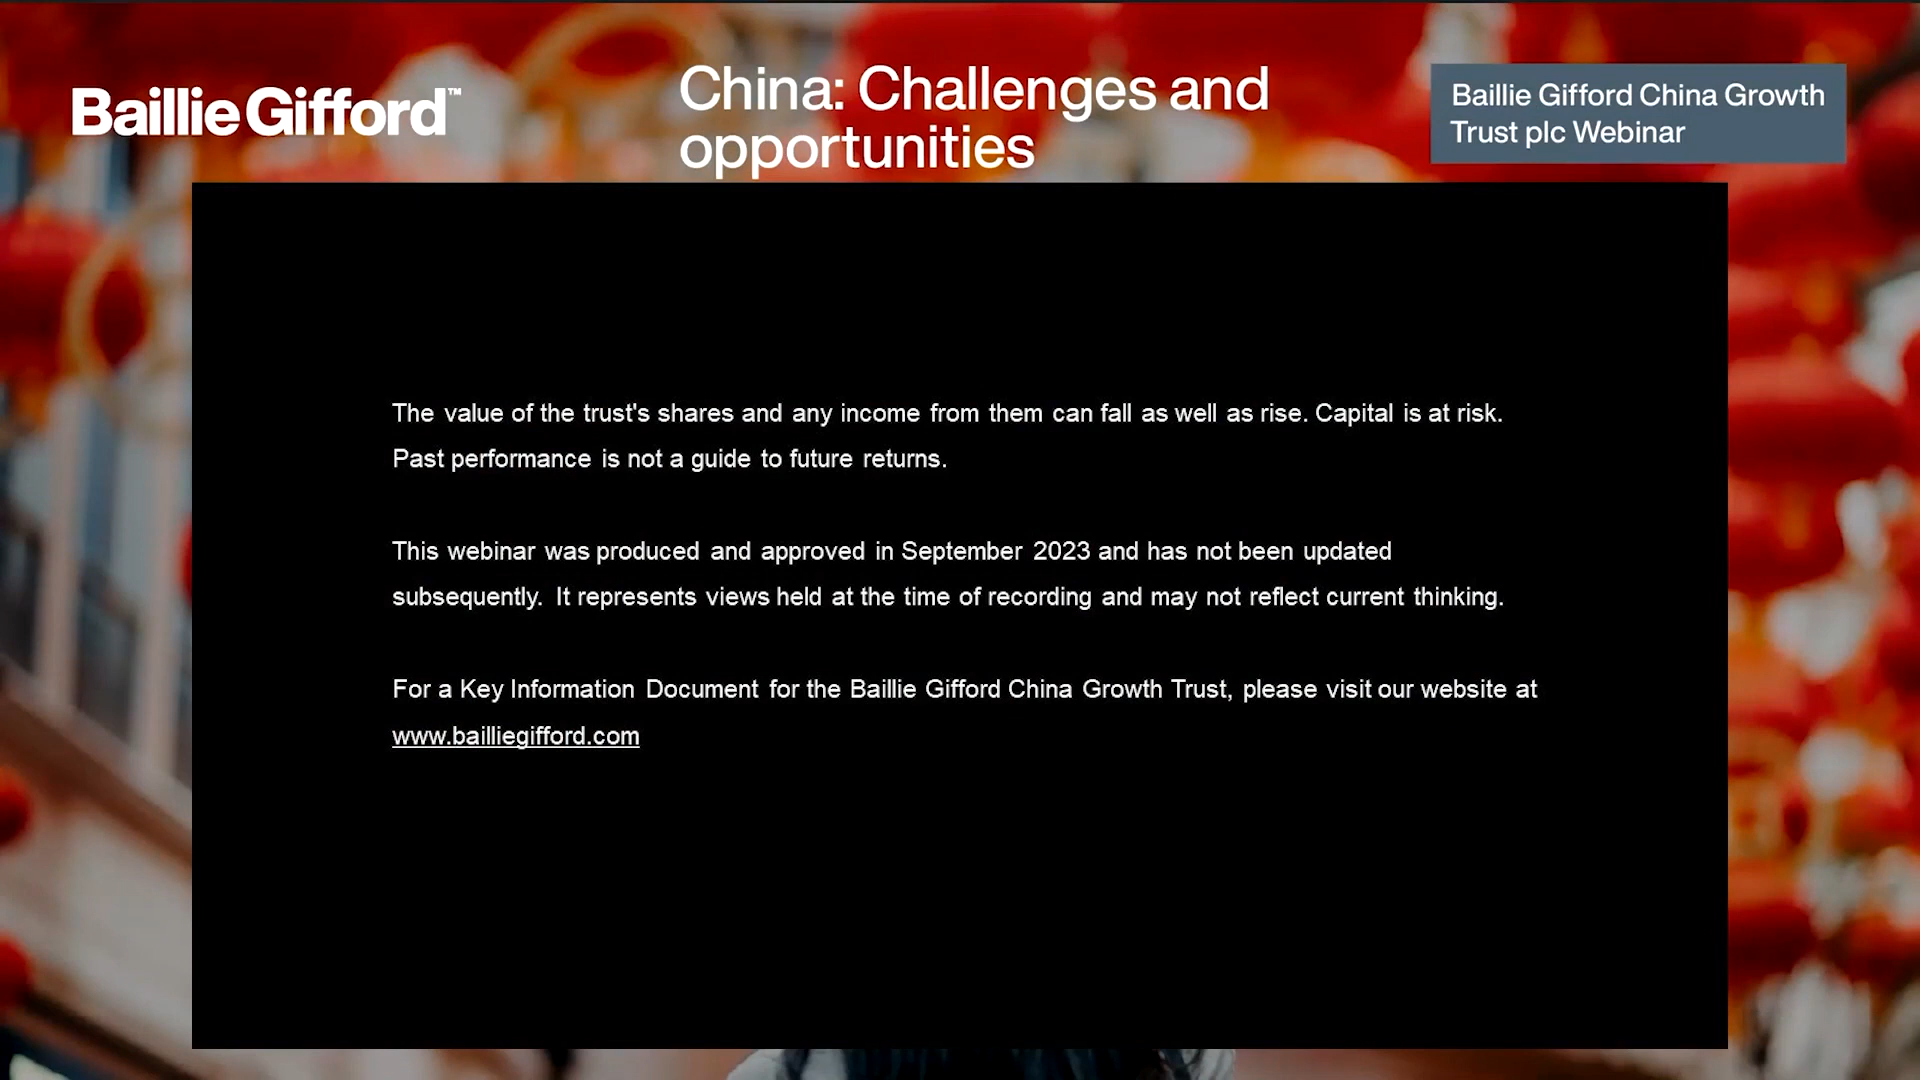 Baillie Gifford™
China: Challenges and
opportunities
Baillie Gifford China Growth
Trust plc Webinar
The value of the trust's shares and any income from them can fall as well as rise. Capital is at risk.
Past performance is not a guide to future returns.
This webinar was produced and approved in September 2023 and has not been updated
subsequently. It represents views held at the time of recording and may not reflect current thinking.
For a Key Information Document for the Baillie Gifford China Growth Trust, please visit our website at
www.bailliegifford.com